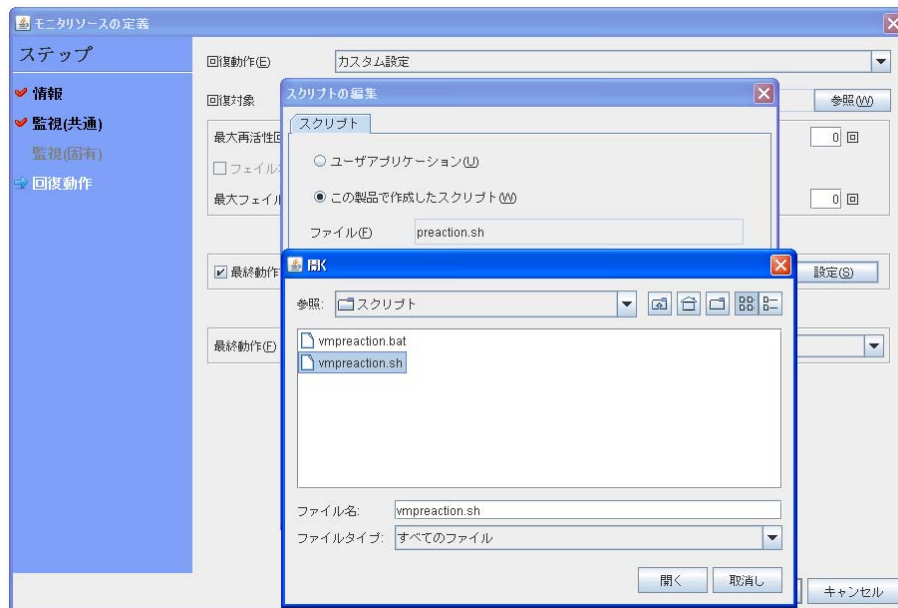 モニタリソースの定義
ステップ
情報
監視(共通)
監視(固有)
回復動作
回復動作(E)
カスタム設定
回復対象
参照(W)
最大再活性回
0 回
最大フェイル
0 回
最終動作
設定(S)
最終動作(F)
キャンセル
スクリプトの編集
スクリプト
ユーザアプリケーション(U)
この製品で作成したスクリプト(W)
ファイル(F)
preaction.sh
開く
参照:
スクリプト
vmpreaction.bat
vmpreaction.sh
ファイル名:
vmpreaction.sh
ファイルタイプ:
すべてのファイル
開く
取消し